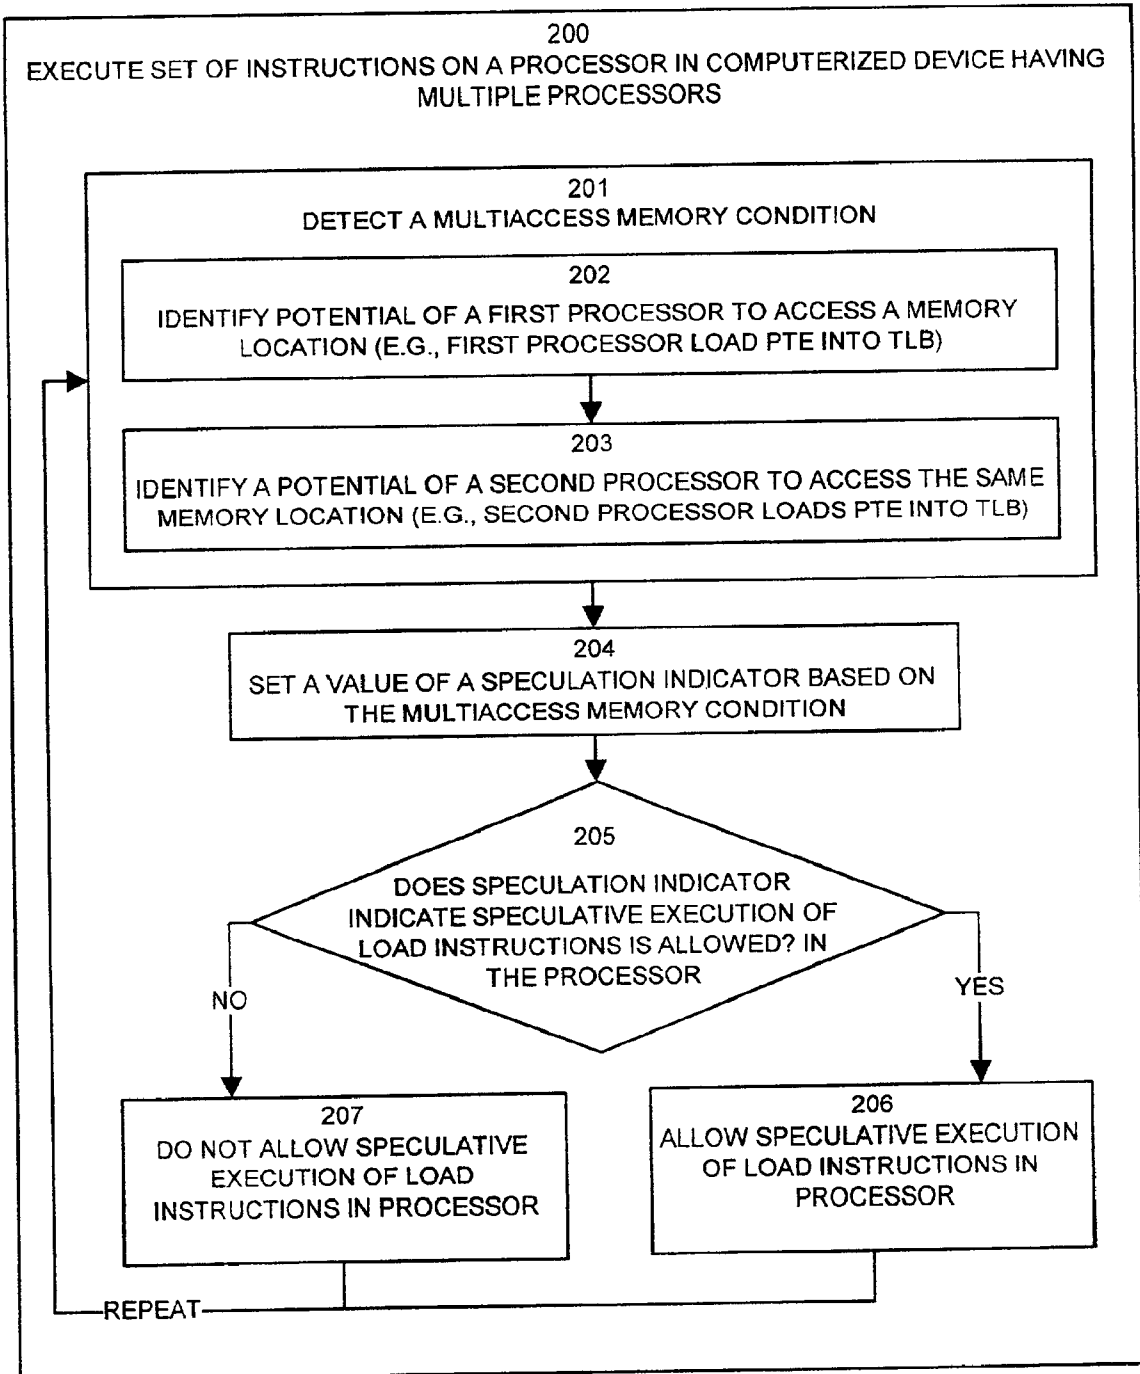 200
EXECUTE SET OF INSTRUCTIONS ON A PROCESSOR IN COMPUTERIZED DEVICE HAVING
MULTIPLE PROCESSORS
201
DETECT A MULTIACCESS MEMORY CONDITION
202
IDENTIFY POTENTIAL OF A FIRST PROCESSOR TO ACCESS A MEMORY
LOCATION (E.G., FIRST PROCESSOR LOAD PTE INTO TLB)
203
IDENTIFY A POTENTIAL OF A SECOND PROCESSOR TO ACCESS THE SAME
MEMORY LOCATION (E.G., SECOND PROCESSOR LOADS PTE INTO TLB)
204
SET A VALUE OF A SPECULATION INDICATOR BASED ON
THE MULTIACCESS MEMORY CONDITION
205
DOES SPECULATION INDICATOR
INDICATE SPECULATIVE EXECUTION OF
LOAD INSTRUCTIONS IS ALLOWED? IN
THE PROCESSOR
NO
YES
207
DO NOT ALLOW SPECULATIVE
EXECUTION OF LOAD
INSTRUCTIONS IN PROCESSOR
206
ALLOW SPECULATIVE EXECUTION
OF LOAD INSTRUCTIONS IN
PROCESSOR
REPEAT